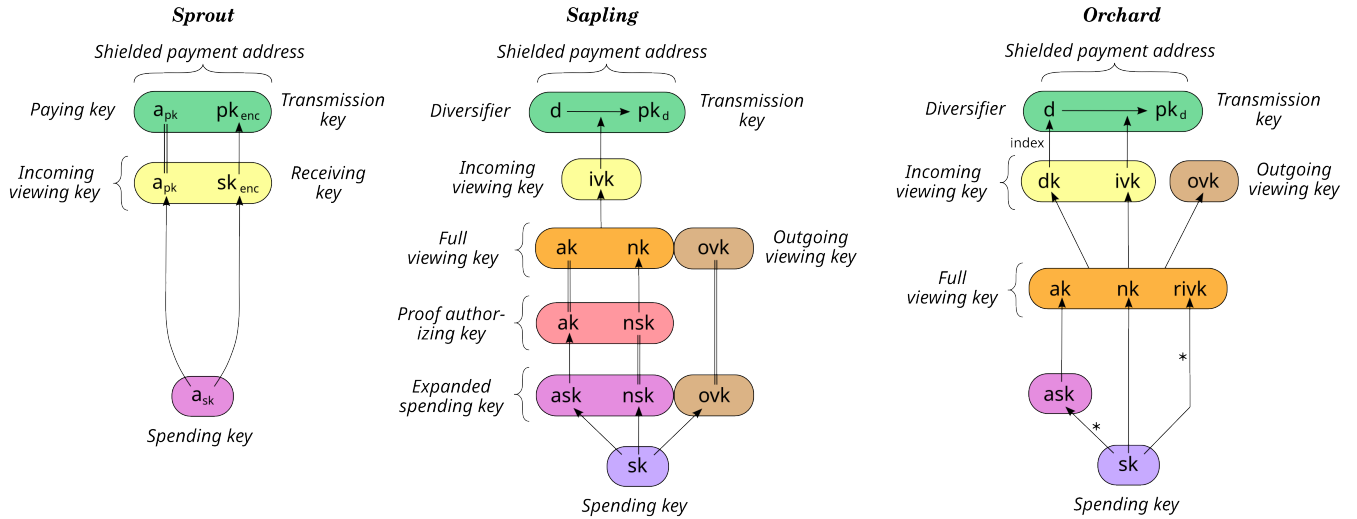 Sprout
Shielded payment address
Paying key
a_pk
pk_enc
Transmission
key
Incoming
viewing key
a_pk
sk_enc
Receiving
key
a_sk
Spending key
Sapling
Shielded payment address
Diversifier
d
pk_d
Transmission
key
Incoming
viewing key
ivk
Full
viewing key
ak
nk
ovk
Outgoing
viewing key
Proof author-
izing key
ak
nsk
Expanded
spending key
ask
nsk
ovk
sk
Spending key
Orchard
Shielded payment address
Diversifier
d
pk_d
Transmission
key
index
Incoming
viewing key
dk
ivk
ovk
Outgoing
viewing key
Full
viewing key
ak
nk
rivk
*
ask
*
sk
Spending key